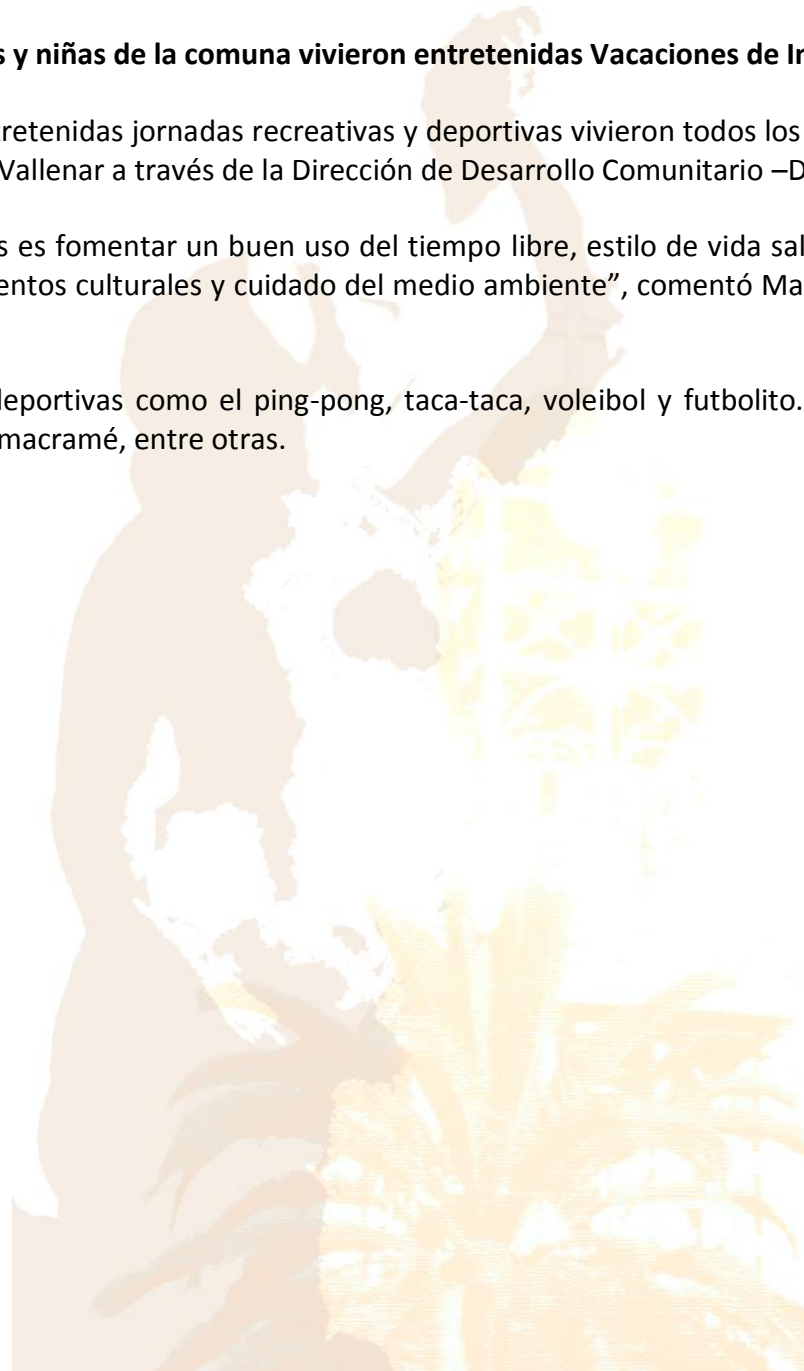 s y niñas de la comuna vivieron entretenidas Vacaciones de In
tretenidas jornadas recreativas y deportivas vivieron todos los
Vallenar a través de la Dirección de Desarrollo Comunitario –D
s es fomentar un buen uso del tiempo libre, estilo de vida sal
entos culturales y cuidado del medio ambiente”, comentó Ma
deportivas como el ping-pong, taca-taca, voleibol y futbolito.
macramé, entre otras.